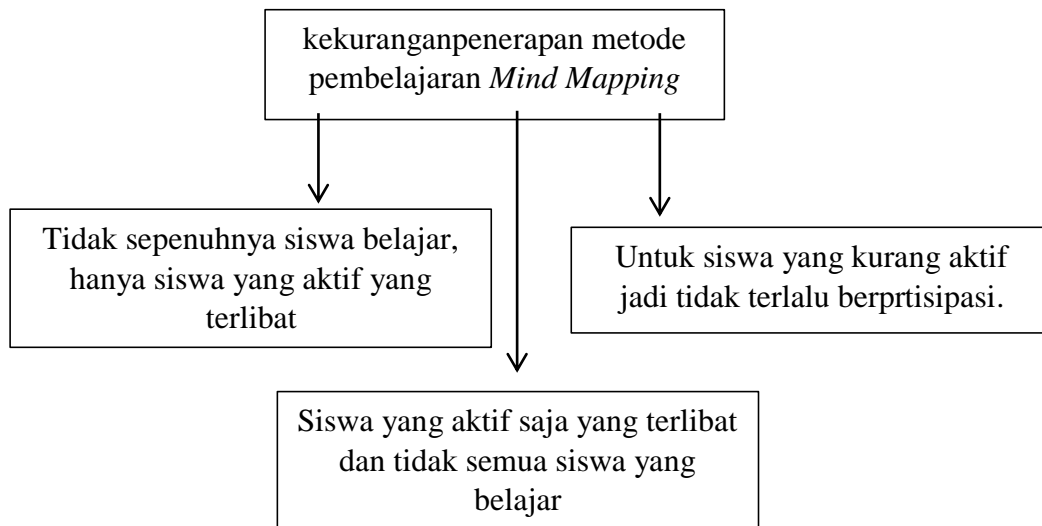 kekuranganpenerapan metode
pembelajaran Mind Mapping
Tidak sepenuhnya siswa belajar,
hanya siswa yang aktif yang
terlibat
Untuk siswa yang kurang aktif
jadi tidak terlalu berprtisipasi.
Siswa yang aktif saja yang terlibat
dan tidak semua siswa yang
belajar